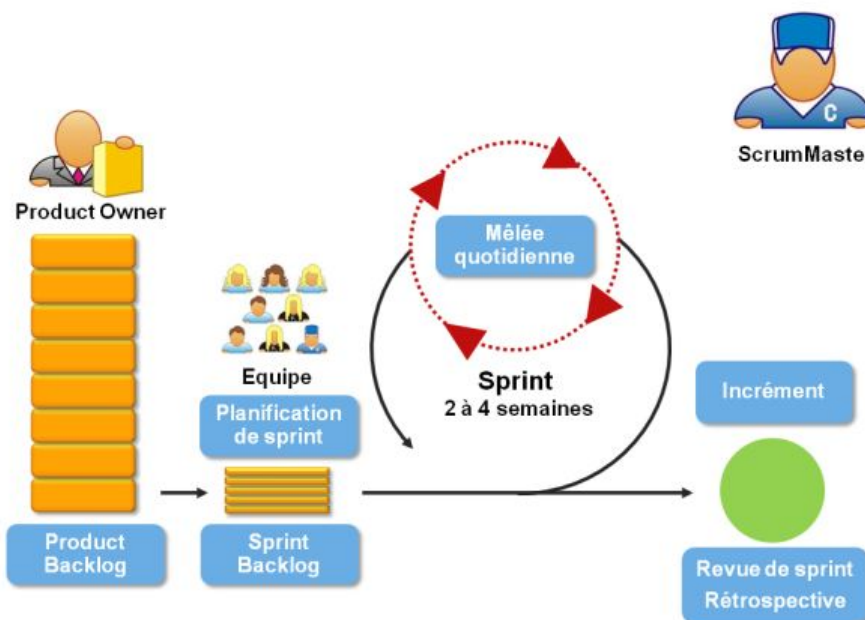 Product Owner
Product
Backlog
Equipe
Planification
de sprint
Sprint
Backlog
Mêlée
quotidienne
Sprint
2 à 4 semaines
C
ScrumMaster
Incrément
Revue de sprint
Rétrospective